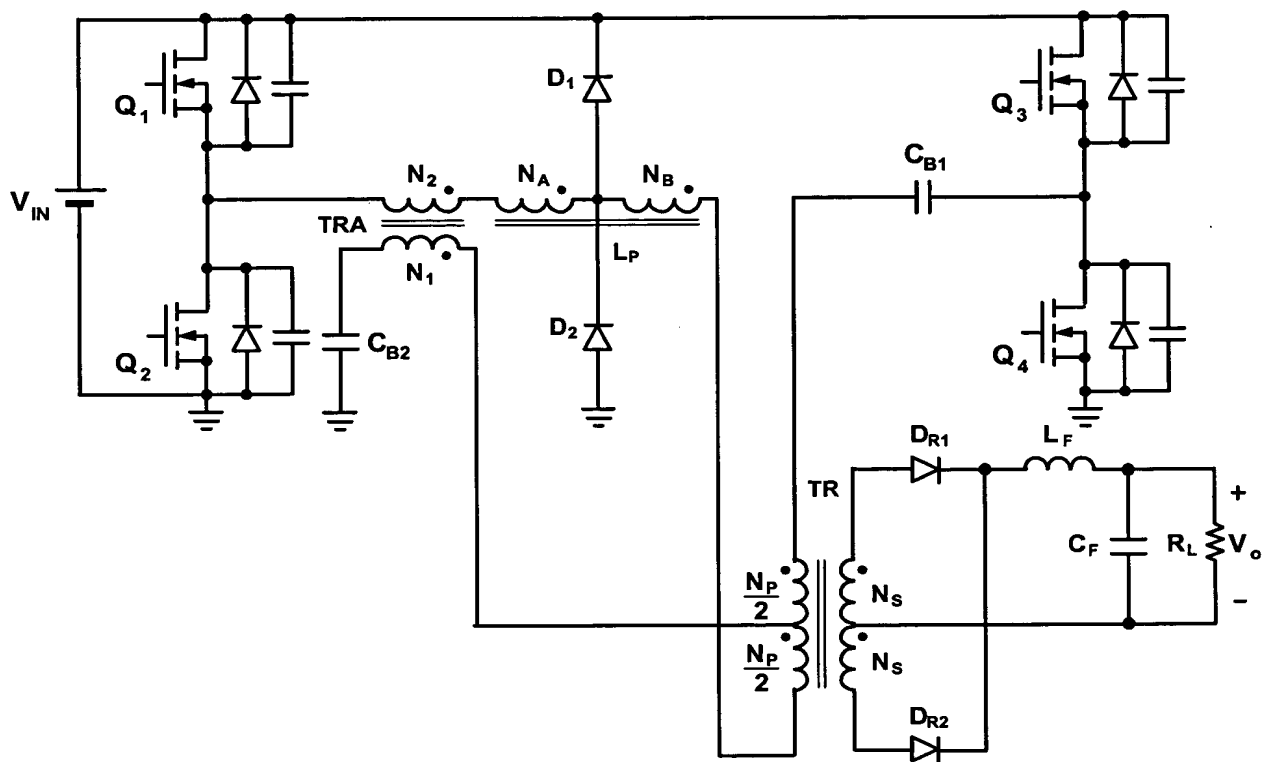 Q1
D1
Q3
CB1
N2
NA
NB
VIN
TRA
LP
N1
D2
Q2
CB2
Q4
DR1
LF
TR
+
CF
RL
Vo
NP/2
NS
-
NP/2
NS
DR2